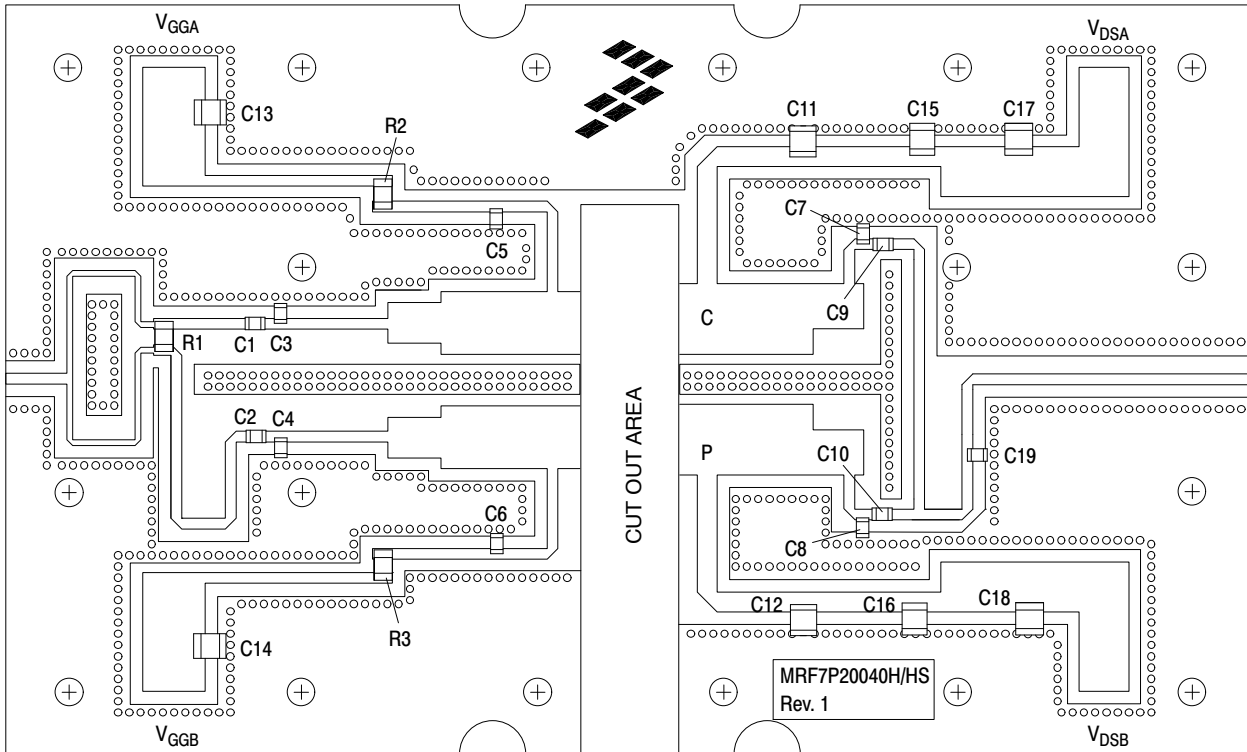 VGGA
VDSA
C13
R2
C11
C15
C17
C5
C7
C9
C
R1
C1
C3
C2
C4
CUT OUT AREA
P
C10
C19
C6
C8
R3
C12
C16
C18
C14
MRF7P20040H/HS
Rev. 1
VGGB
VDSB